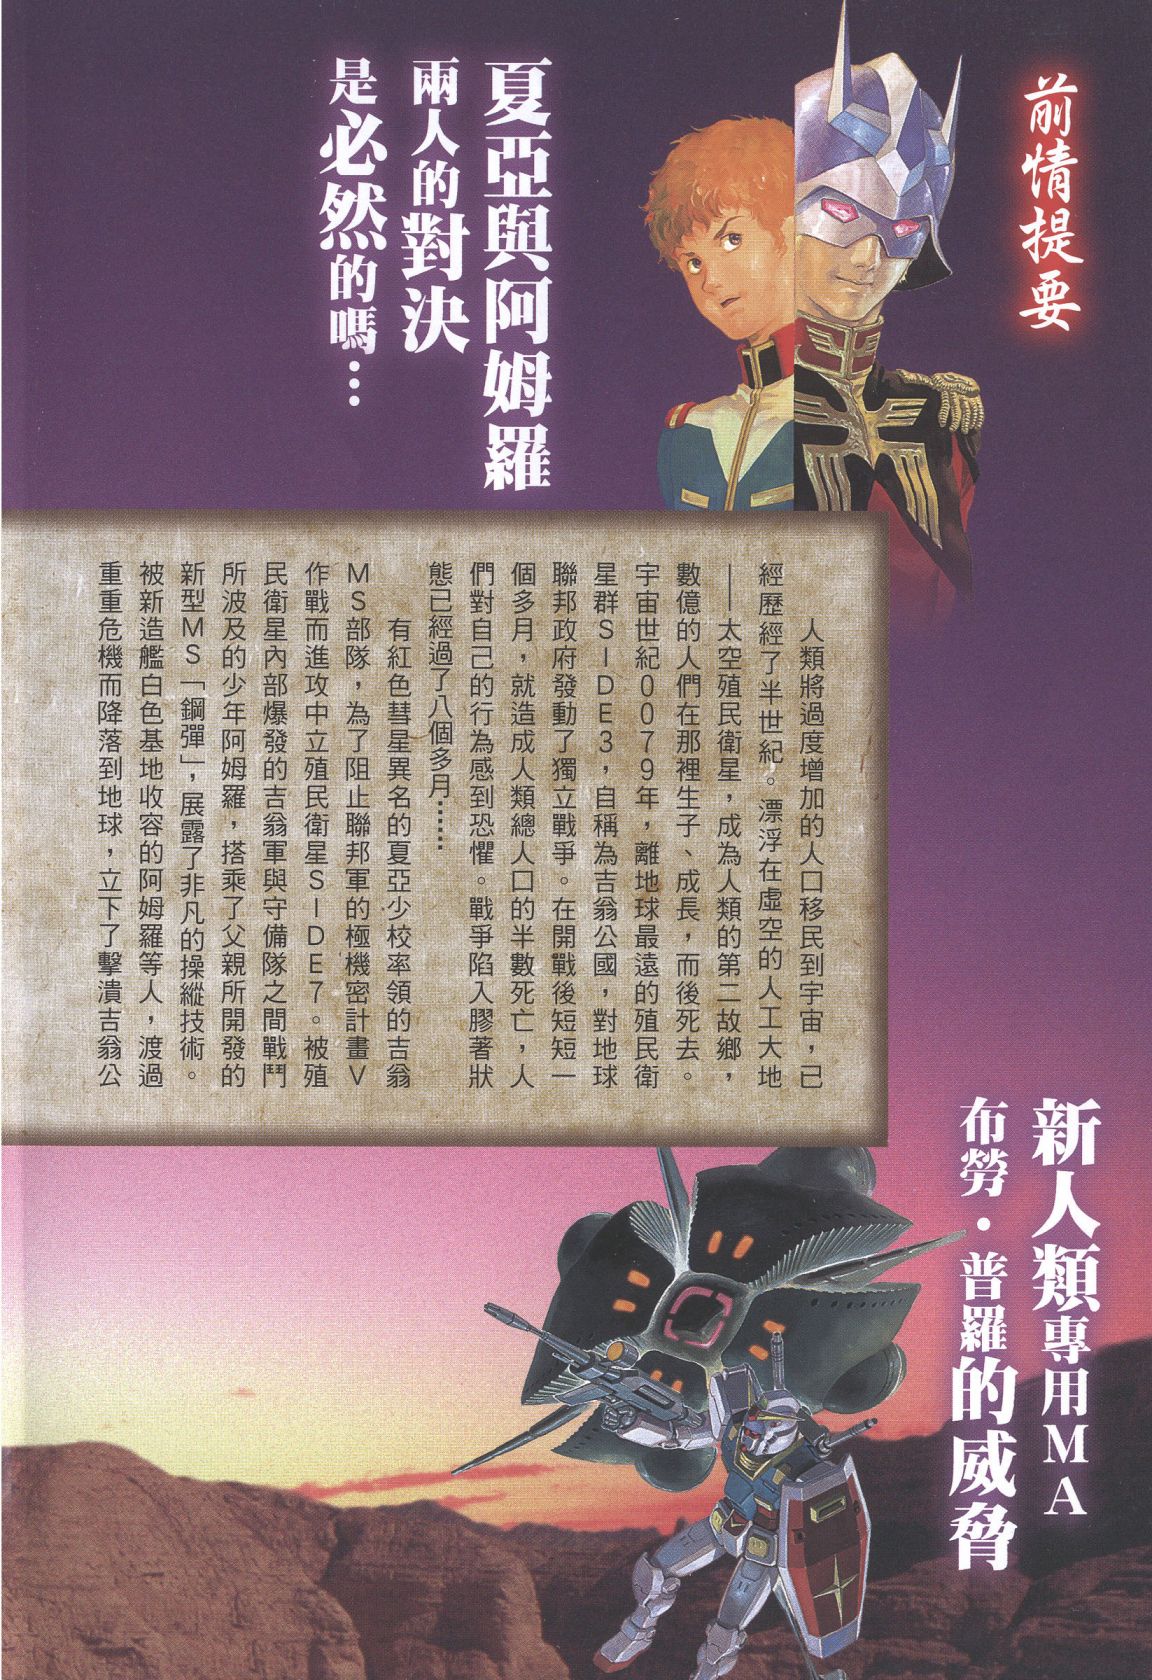 前情提要
夏亞與阿姆羅
兩人的對決
是必然的嗎…
人類將過度增加的人口移民到宇宙，已
經歷經了半世紀。漂浮在虛空的人工大地
——太空殖民衛星，成為人類的第二故鄉，
數億的人們在那裡生子、成長，而後死去。
宇宙世紀0079年，離地球最遠的殖民衛
星群SIDE3，自稱為吉翁公國，對地球
聯邦政府發動了獨立戰爭。在開戰後短短一
個多月，就造成人類總人口的半數死亡，人
們對自己的行為感到恐懼。戰爭陷入膠著狀
態已經過了八個多月……
有紅色彗星異名的夏亞少校率領的吉翁
MS部隊，為了阻止聯邦軍的極機密計畫V
作戰而進攻中立殖民衛星SIDE7。被殖
民衛星內部爆發的吉翁軍與守備隊之間戰鬥
所波及的少年阿姆羅，搭乘了父親所開發的
新型MS「鋼彈」，展露了非凡的操縱技術。
被新造艦白色基地收容的阿姆羅等人，渡過
重重危機而降落到地球，立下了擊潰吉翁公
新人類專用MA
布勞·普羅的威脅